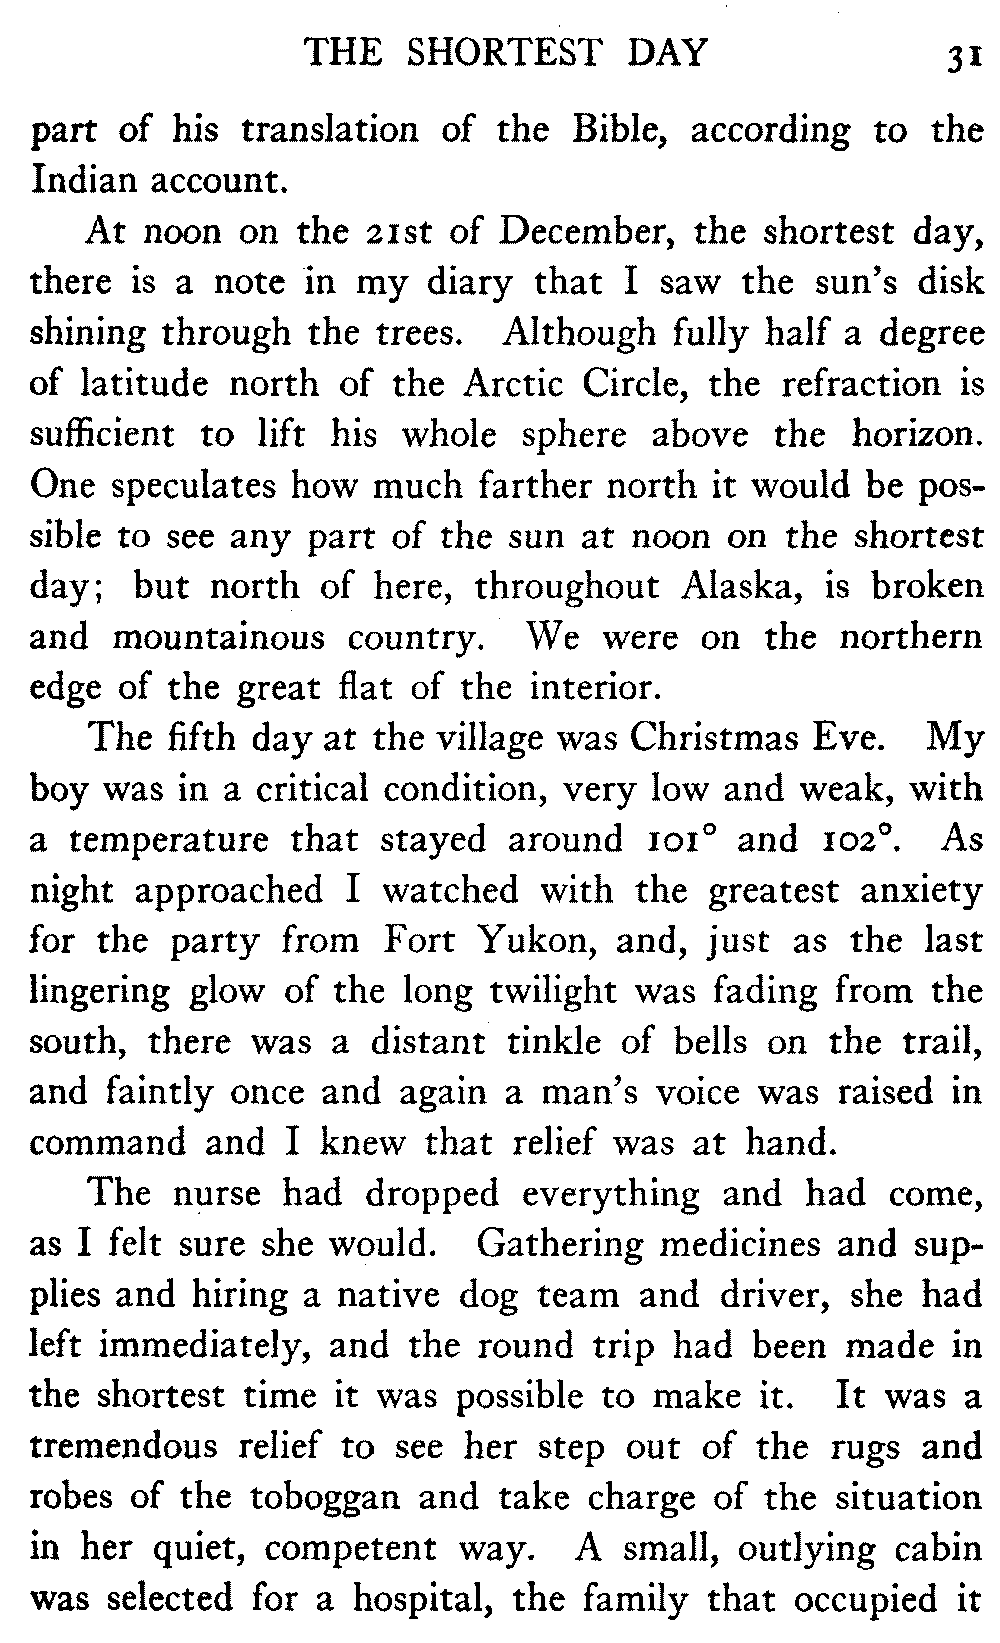 THE SHORTEST DAY 31
part of his translation of the Bible, according to the
Indian account.
At noon on the 21st of December, the shortest day,
there is a note in my diary that I saw the sun's disk
shining through the trees. Although fully half a degree
of latitude north of the Arctic Circle, the refraction is
sufficient to lift his whole sphere above the horizon.
One speculates how much farther north it would be pos-
sible to see any part of the sun at noon on the shortest
day; but north of here, throughout Alaska, is broken
and mountainous country. We were on the northern
edge of the great flat of the interior.
The fifth day at the village was Christmas Eve. My
boy was in a critical condition, very low and weak, with
a temperature that stayed around 101° and 102°. As
night approached I watched with the greatest anxiety
for the party from Fort Yukon, and, just as the last
lingering glow of the long twilight was fading from the
south, there was a distant tinkle of bells on the trail,
and faintly once and again a man's voice was raised in
command and I knew that relief was at hand.
The nurse had dropped everything and had come,
as I felt sure she would. Gathering medicines and sup-
plies and hiring a native dog team and driver, she had
left immediately, and the round trip had been made in
the shortest time it was possible to make it. It was a
tremendous relief to see her step out of the rugs and
robes of the toboggan and take charge of the situation
in her quiet, competent way. A small, outlying cabin
was selected for a hospital, the family that occupied it